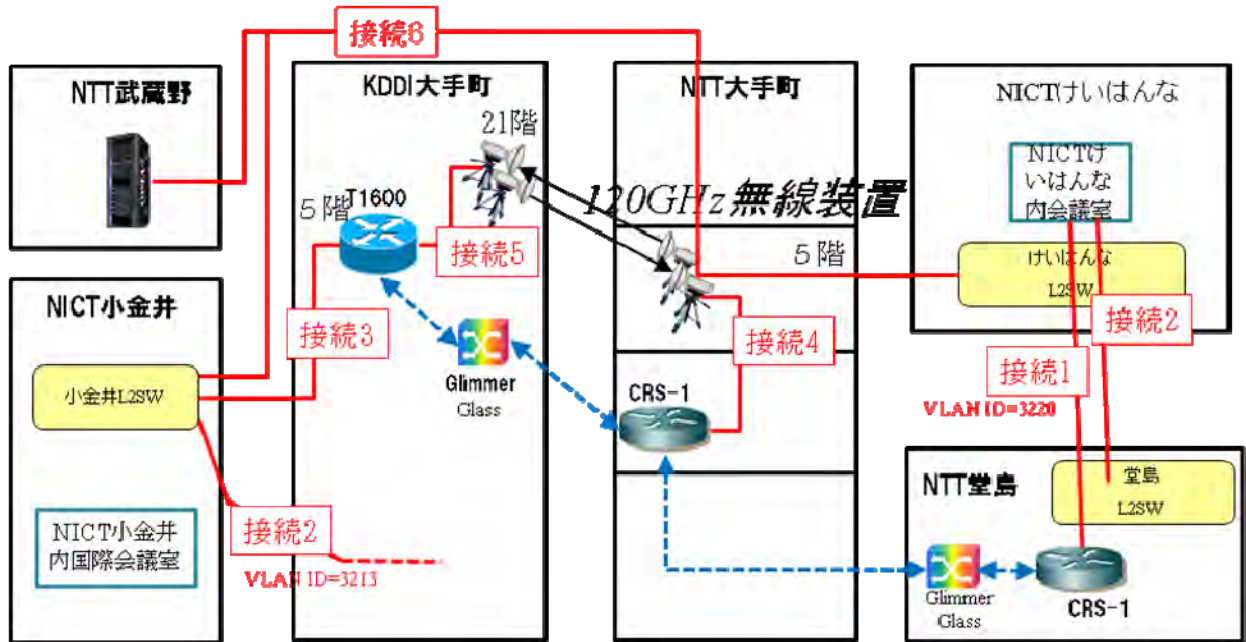 接続6
NTT武蔵野
KDDI大手町
NTT大手町
NICTけいはんな
21階
NICTけ
いはんな
内会議室
120GHz無線装置
5階
T1600
接続5
5階
けいはんな
L2SW
NICT小金井
接続3
接続4
接続2
小金井L2SW
Glimmer
Glass
CRS-1
接続1
VLAN ID=3220
NTT堂島
堂島
L2SW
接続2
NICT小金井
内国際会議室
VLAN ID=3213
Glimmer
Glass
CRS-1